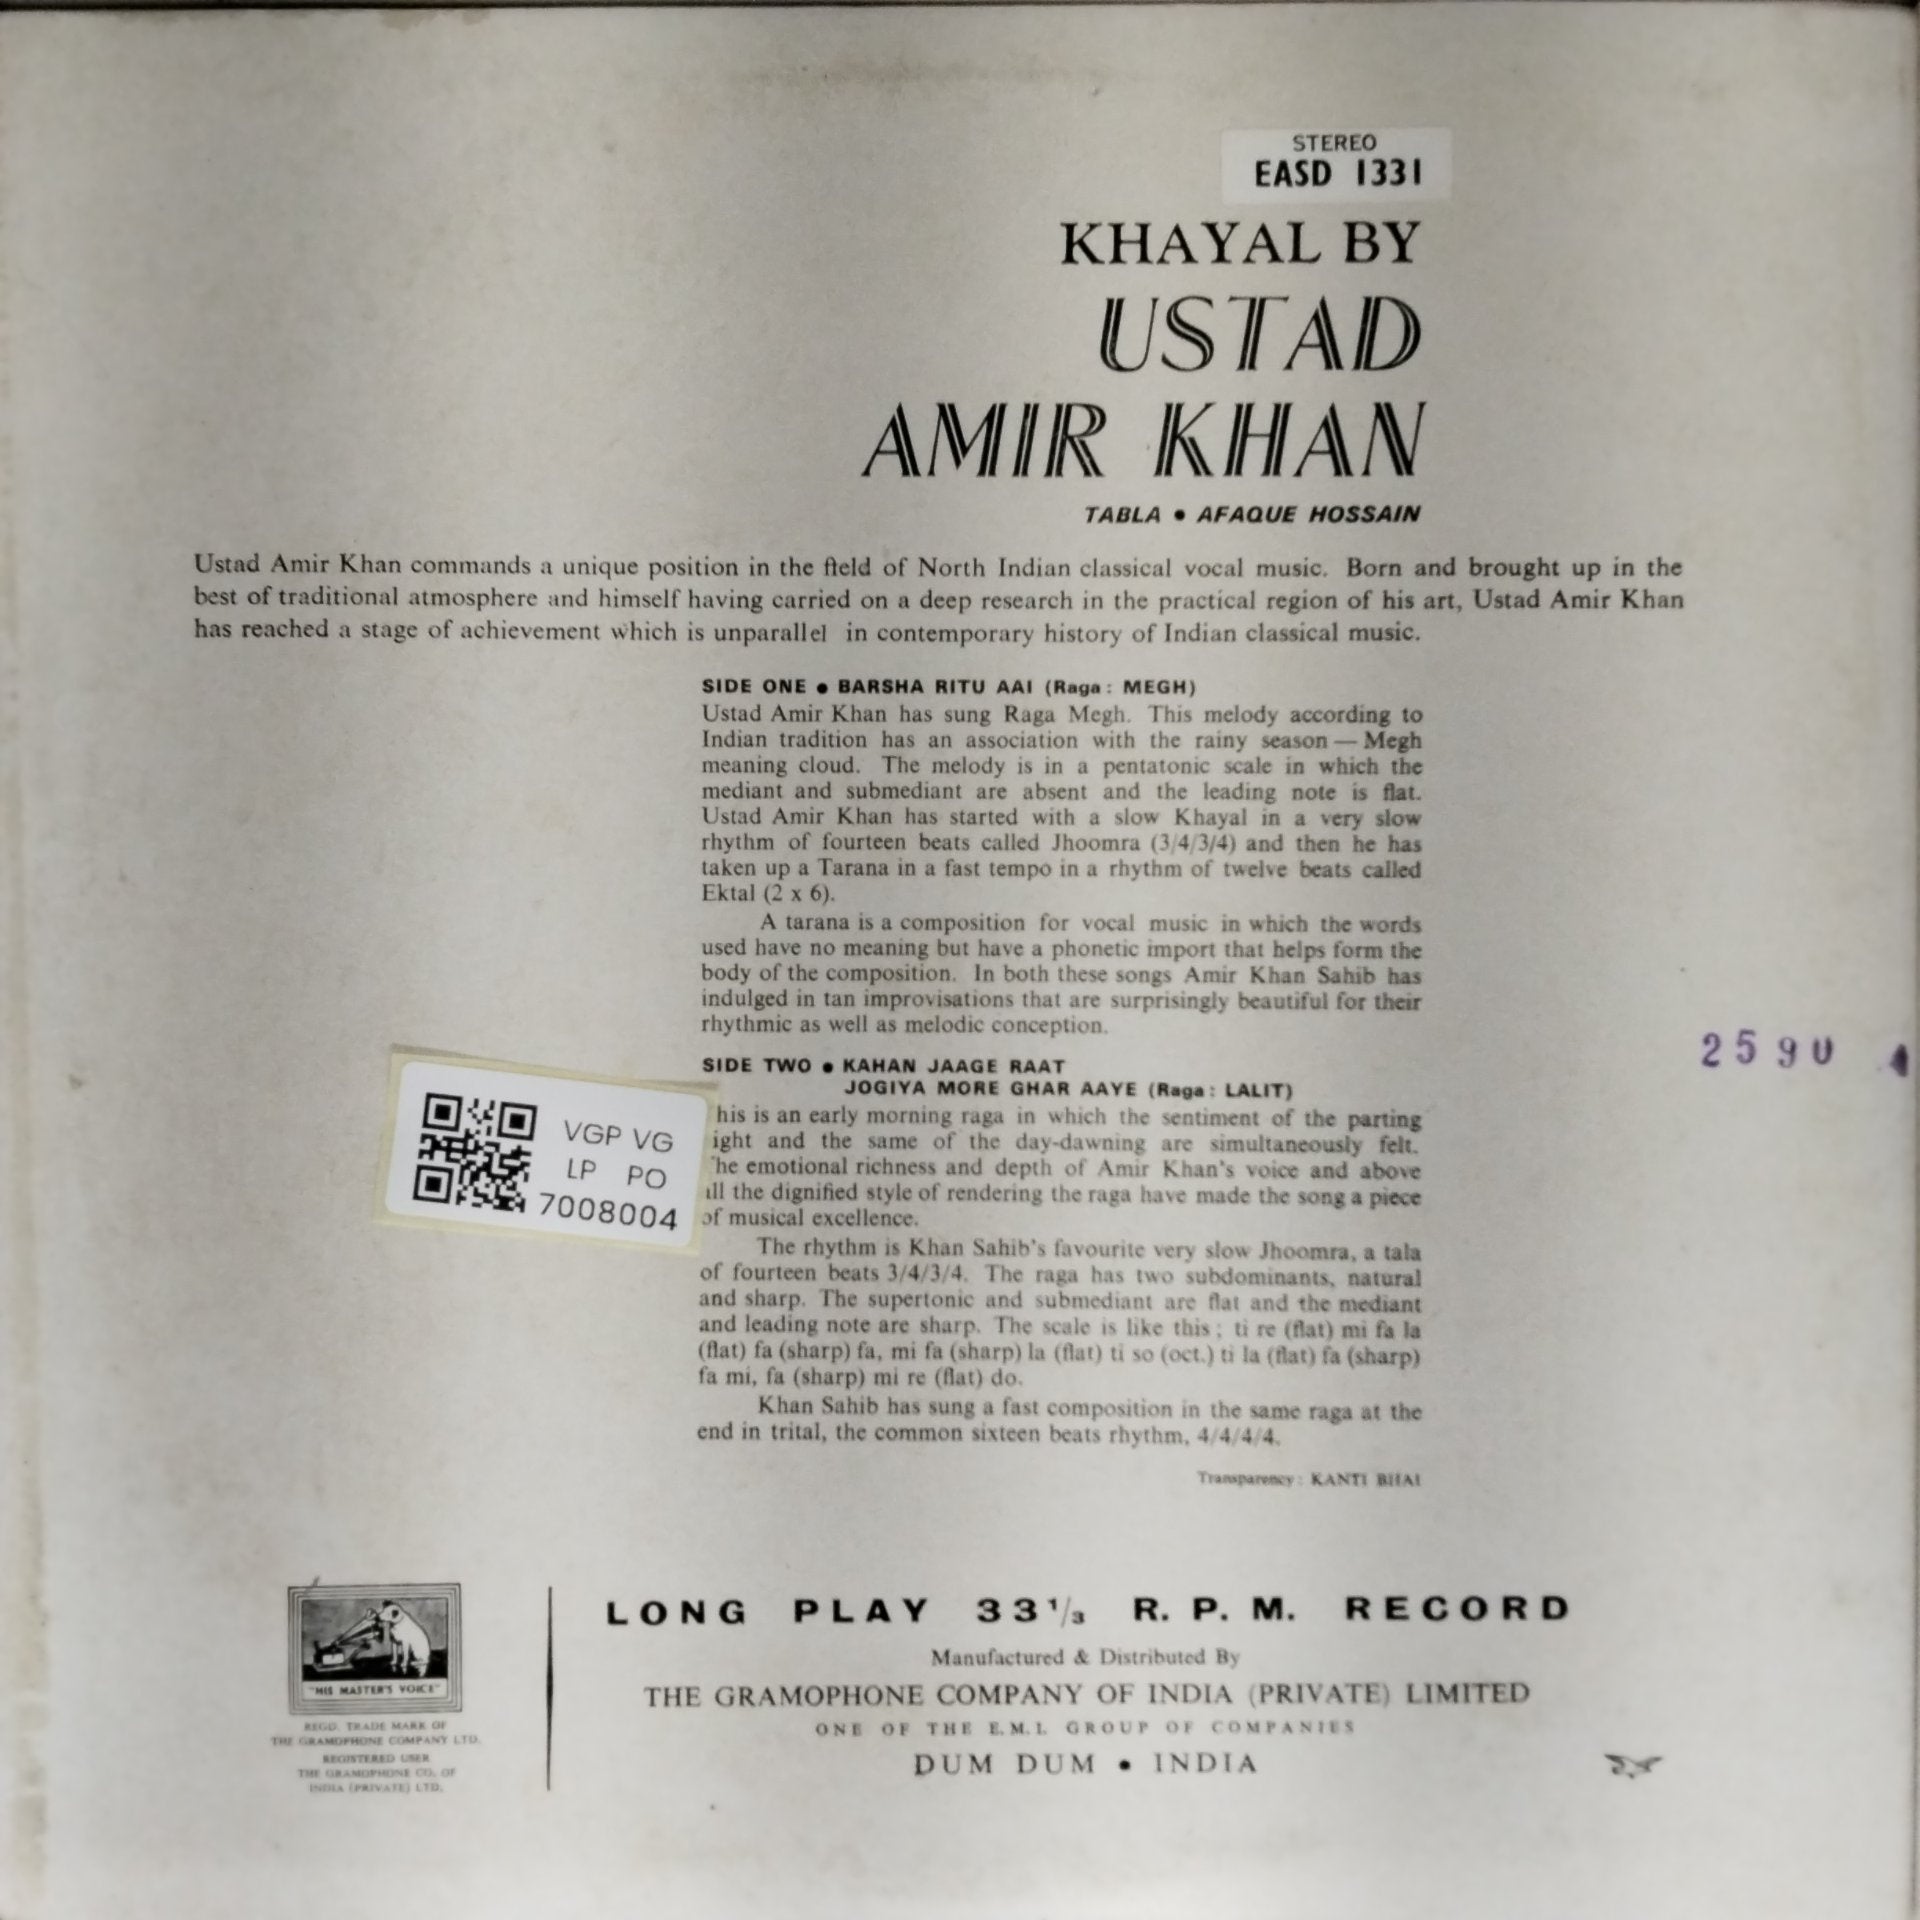 STEREO
EASD 1331
KHAYAL BY
USTAD
AMIR KHAN
TABLA • AFAQUE HOSSAIN
Ustad Amir Khan commands a unique position in the field of North Indian classical vocal music. Born and brought up in the
best of traditional atmosphere and himself having carried on a deep research in the practical region of his art, Ustad Amir Khan
has reached a stage of achievement which is unparallel in contemporary history of Indian classical music.
SIDE ONE • BARSHA RITU AAI (Raga : MEGH)
Ustad Amir Khan has sung Raga Megh. This melody according to
Indian tradition has an association with the rainy season — Megh
meaning cloud. The melody is in a pentatonic scale in which the
mediant and submediant are absent and the leading note is flat.
Ustad Amir Khan has started with a slow Khayal in a very slow
rhythm of fourteen beats called Jhoomra (3/4/3/4) and then he has
taken up a Tarana in a fast tempo in a rhythm of twelve beats called
Ektal (2 x 6).
A tarana is a composition for vocal music in which the words
used have no meaning but have a phonetic import that helps form the
body of the composition. In both these songs Amir Khan Sahib has
indulged in tan improvisations that are surprisingly beautiful for their
rhythmic as well as melodic conception.
2590
SIDE TWO • KAHAN JAAGE RAAT
JOGIYA MORE GHAR AAYE (Raga : LALIT)
his is an early morning raga in which the sentiment of the parting
ight and the same of the day-dawning are simultaneously felt.
he emotional richness and depth of Amir Khan's voice and above
all the dignified style of rendering the raga have made the song a piece
of musical excellence.
VGP VG
LP PO
7008004
The rhythm is Khan Sahib's favourite very slow Jhoomra, a tala
of fourteen beats 3/4/3/4. The raga has two subdominants, natural
and sharp. The supertonic and submediant are flat and the mediant
and leading note are sharp. The scale is like this ; ti re (flat) mi fa la
(flat) fa (sharp) fa, mi fa (sharp) la (flat) ti so (oct.) ti la (flat) fa (sharp)
fa mi, fa (sharp) mi re (flat) do.
Khan Sahib has sung a fast composition in the same raga at the
end in trital, the common sixteen beats rhythm, 4/4/4/4.
Transparency : KANTI BHAI
"HIS MASTER'S VOICE"
REGD. TRADE MARK OF
THE GRAMOPHONE COMPANY LTD.
REGISTERED USER
THE GRAMOPHONE CO. OF
INDIA (PRIVATE) LTD.
LONG PLAY 33 1/3 R. P. M. RECORD
Manufactured & Distributed By
THE GRAMOPHONE COMPANY OF INDIA (PRIVATE) LIMITED
ONE OF THE E.M.I. GROUP OF COMPANIES
DUM DUM • INDIA